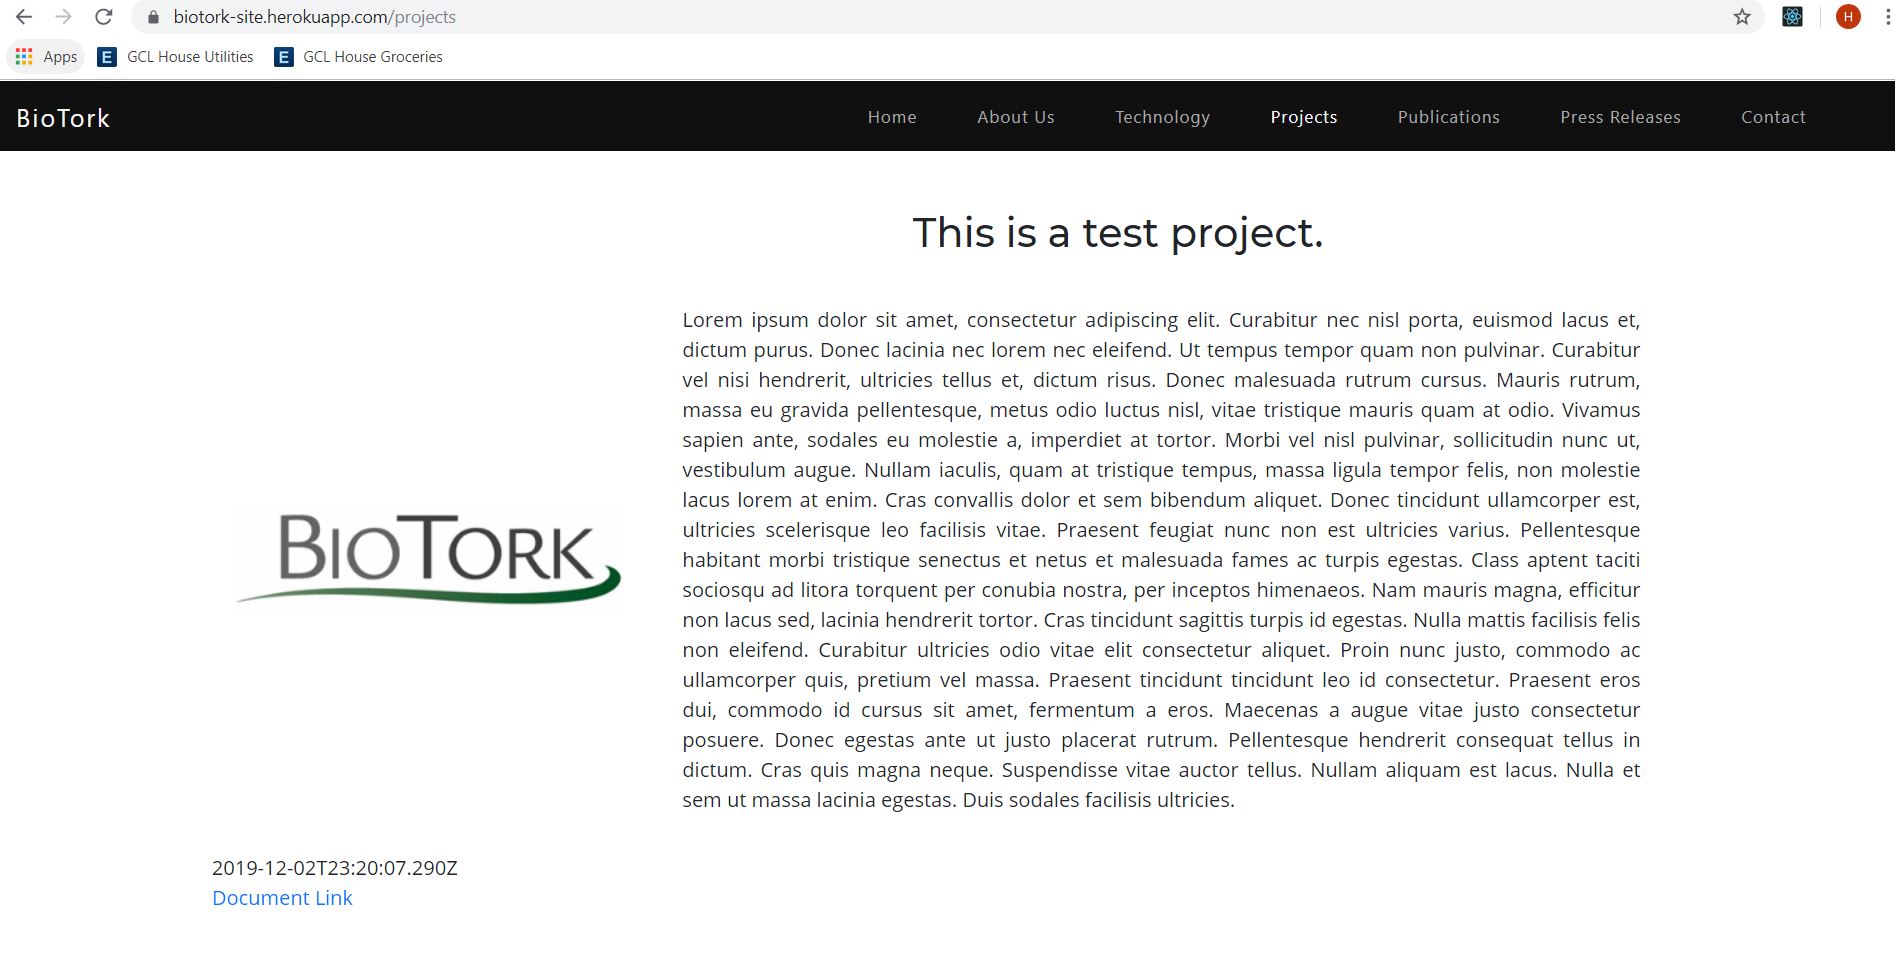 biotork-site.herokuapp.com/projects
H
Apps
E GCL House Utilities
E GCL House Groceries
BioTork
Home
About Us
Technology
Projects
Publications
Press Releases
Contact
This is a test project.
Lorem ipsum dolor sit amet, consectetur adipiscing elit. Curabitur nec nisl porta, euismod lacus et,
dictum purus. Donec lacinia nec lorem nec eleifend. Ut tempus tempor quam non pulvinar. Curabitur
vel nisi hendrerit, ultricies tellus et, dictum risus. Donec malesuada rutrum cursus. Mauris rutrum,
massa eu gravida pellentesque, metus odio luctus nisl, vitae tristique mauris quam at odio. Vivamus
sapien ante, sodales eu molestie a, imperdiet at tortor. Morbi vel nisl pulvinar, sollicitudin nunc ut,
vestibulum augue. Nullam iaculis, quam at tristique tempus, massa ligula tempor felis, non molestie
lacus lorem at enim. Cras convallis dolor et sem bibendum aliquet. Donec tincidunt ullamcorper est,
ultricies scelerisque leo facilisis vitae. Praesent feugiat nunc non est ultricies varius. Pellentesque
habitant morbi tristique senectus et netus et malesuada fames ac turpis egestas. Class aptent taciti
sociosqu ad litora torquent per conubia nostra, per inceptos himenaeos. Nam mauris magna, efficitur
non lacus sed, lacinia hendrerit tortor. Cras tincidunt sagittis turpis id egestas. Nulla mattis facilisis felis
non eleifend. Curabitur ultricies odio vitae elit consectetur aliquet. Proin nunc justo, commodo ac
ullamcorper quis, pretium vel massa. Praesent tincidunt tincidunt leo id consectetur. Praesent eros
dui, commodo id cursus sit amet, fermentum a eros. Maecenas a augue vitae justo consectetur
posuere. Donec egestas ante ut justo placerat rutrum. Pellentesque hendrerit consequat tellus in
dictum. Cras quis magna neque. Suspendisse vitae auctor tellus. Nullam aliquam est lacus. Nulla et
sem ut massa lacinia egestas. Duis sodales facilisis ultricies.
BIOTORK
2019-12-02T23:20:07.290Z
Document Link